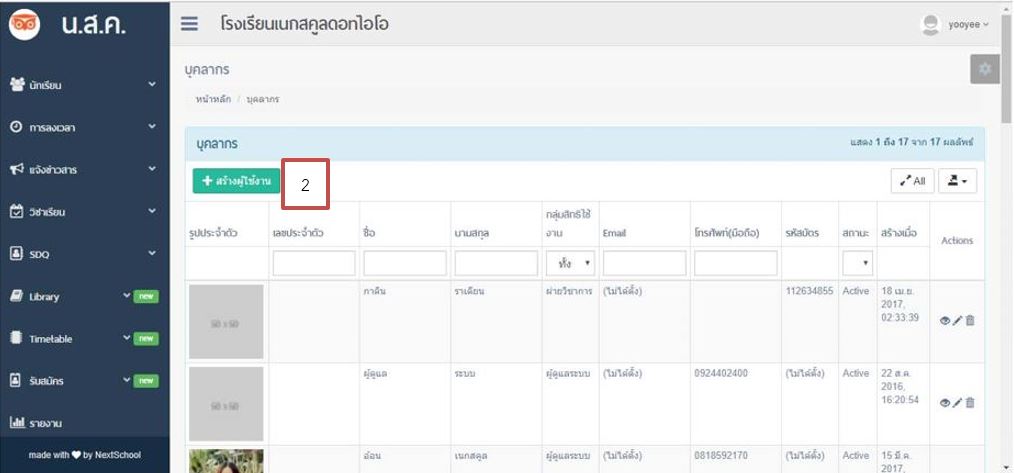 น.ส.ค.
โรงเรียนเนกสคูลดอทไอโอ
yooyee
นักเรียน
การลงเวลา
แจ้งข่าวสาร
วิชาเรียน
SDQ
Library new
Timetable new
รับสมัคร new
รายงาน
made with by NextSchool
บุคลากร
หน้าหลัก / บุคลากร
บุคลากร
แสดง 1 ถึง 17 จาก 17 ผลลัพธ์
+ สร้างผู้ใช้งาน
2
All
รูปประจำตัว เลขประจำตัว ชื่อ นามสกุล กลุ่มสิทธิใช้งาน Email โทรศัพท์(มือถือ) รหัสบัตร สถานะ สร้างเมื่อ Actions
ทั้ง
50 x 50 ภาคิน ราเดียน ฝ่ายวิชาการ (ไม่ได้ตั้ง) 112634855 Active 18 เม.ย. 2017, 02:33:39
50 x 50 ผู้ดูแล ระบบ ผู้ดูแลระบบ (ไม่ได้ตั้ง) 0924402400 (ไม่ได้ตั้ง) Active 22 ส.ค. 2016, 16:20:54
อ่อน เนกสคูล ผู้ดูแลระบบ (ไม่ได้ตั้ง) 0818592170 (ไม่ได้ตั้ง) Active 15 มี.ค. 2017,